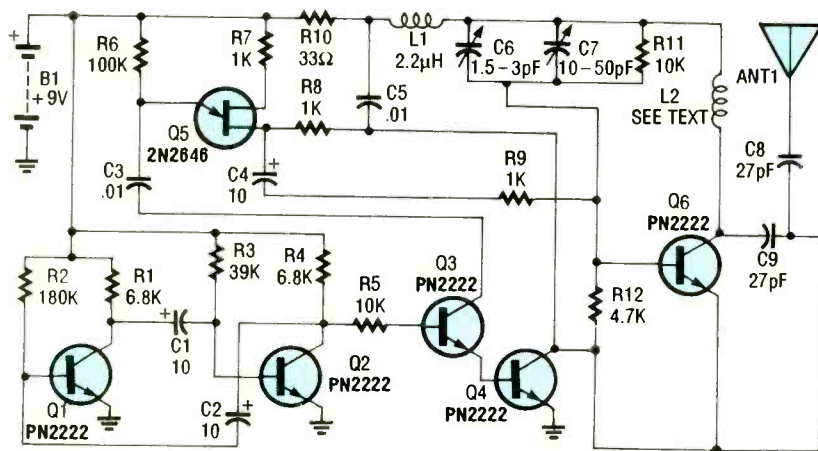 B1
+9V
R6
100K
R7
1K
R10
33Ω
L1
2.2µH
C6
1.5–3pF
C7
10–50pF
R11
10K
ANT1
L2
SEE TEXT
R8
1K
C5
.01
Q5
2N2646
C3
.01
C4
10
R9
1K
Q6
PN2222
C8
27pF
C9
27pF
R2
180K
R1
6.8K
R3
39K
R4
6.8K
R5
10K
Q3
PN2222
R12
4.7K
C1
10
Q1
PN2222
C2
10
Q2
PN2222
Q4
PN2222